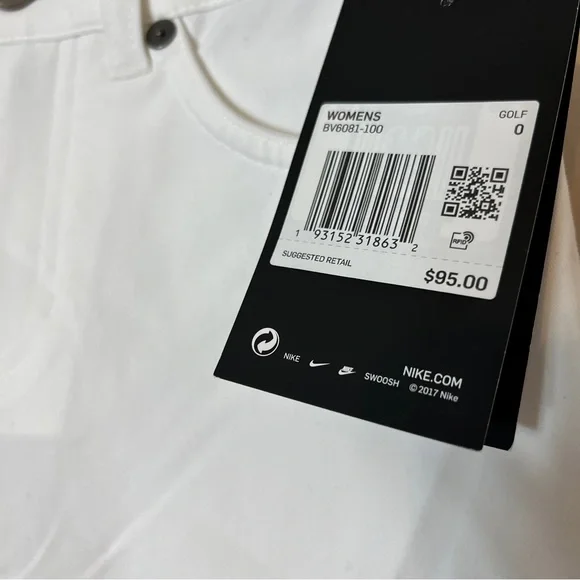 WOMENS GOLF
BV6081-100 0
1 93152 31863 2
RFID
SUGGESTED RETAIL
$95.00
NIKE SWOOSH NIKE.COM
© 2017 Nike